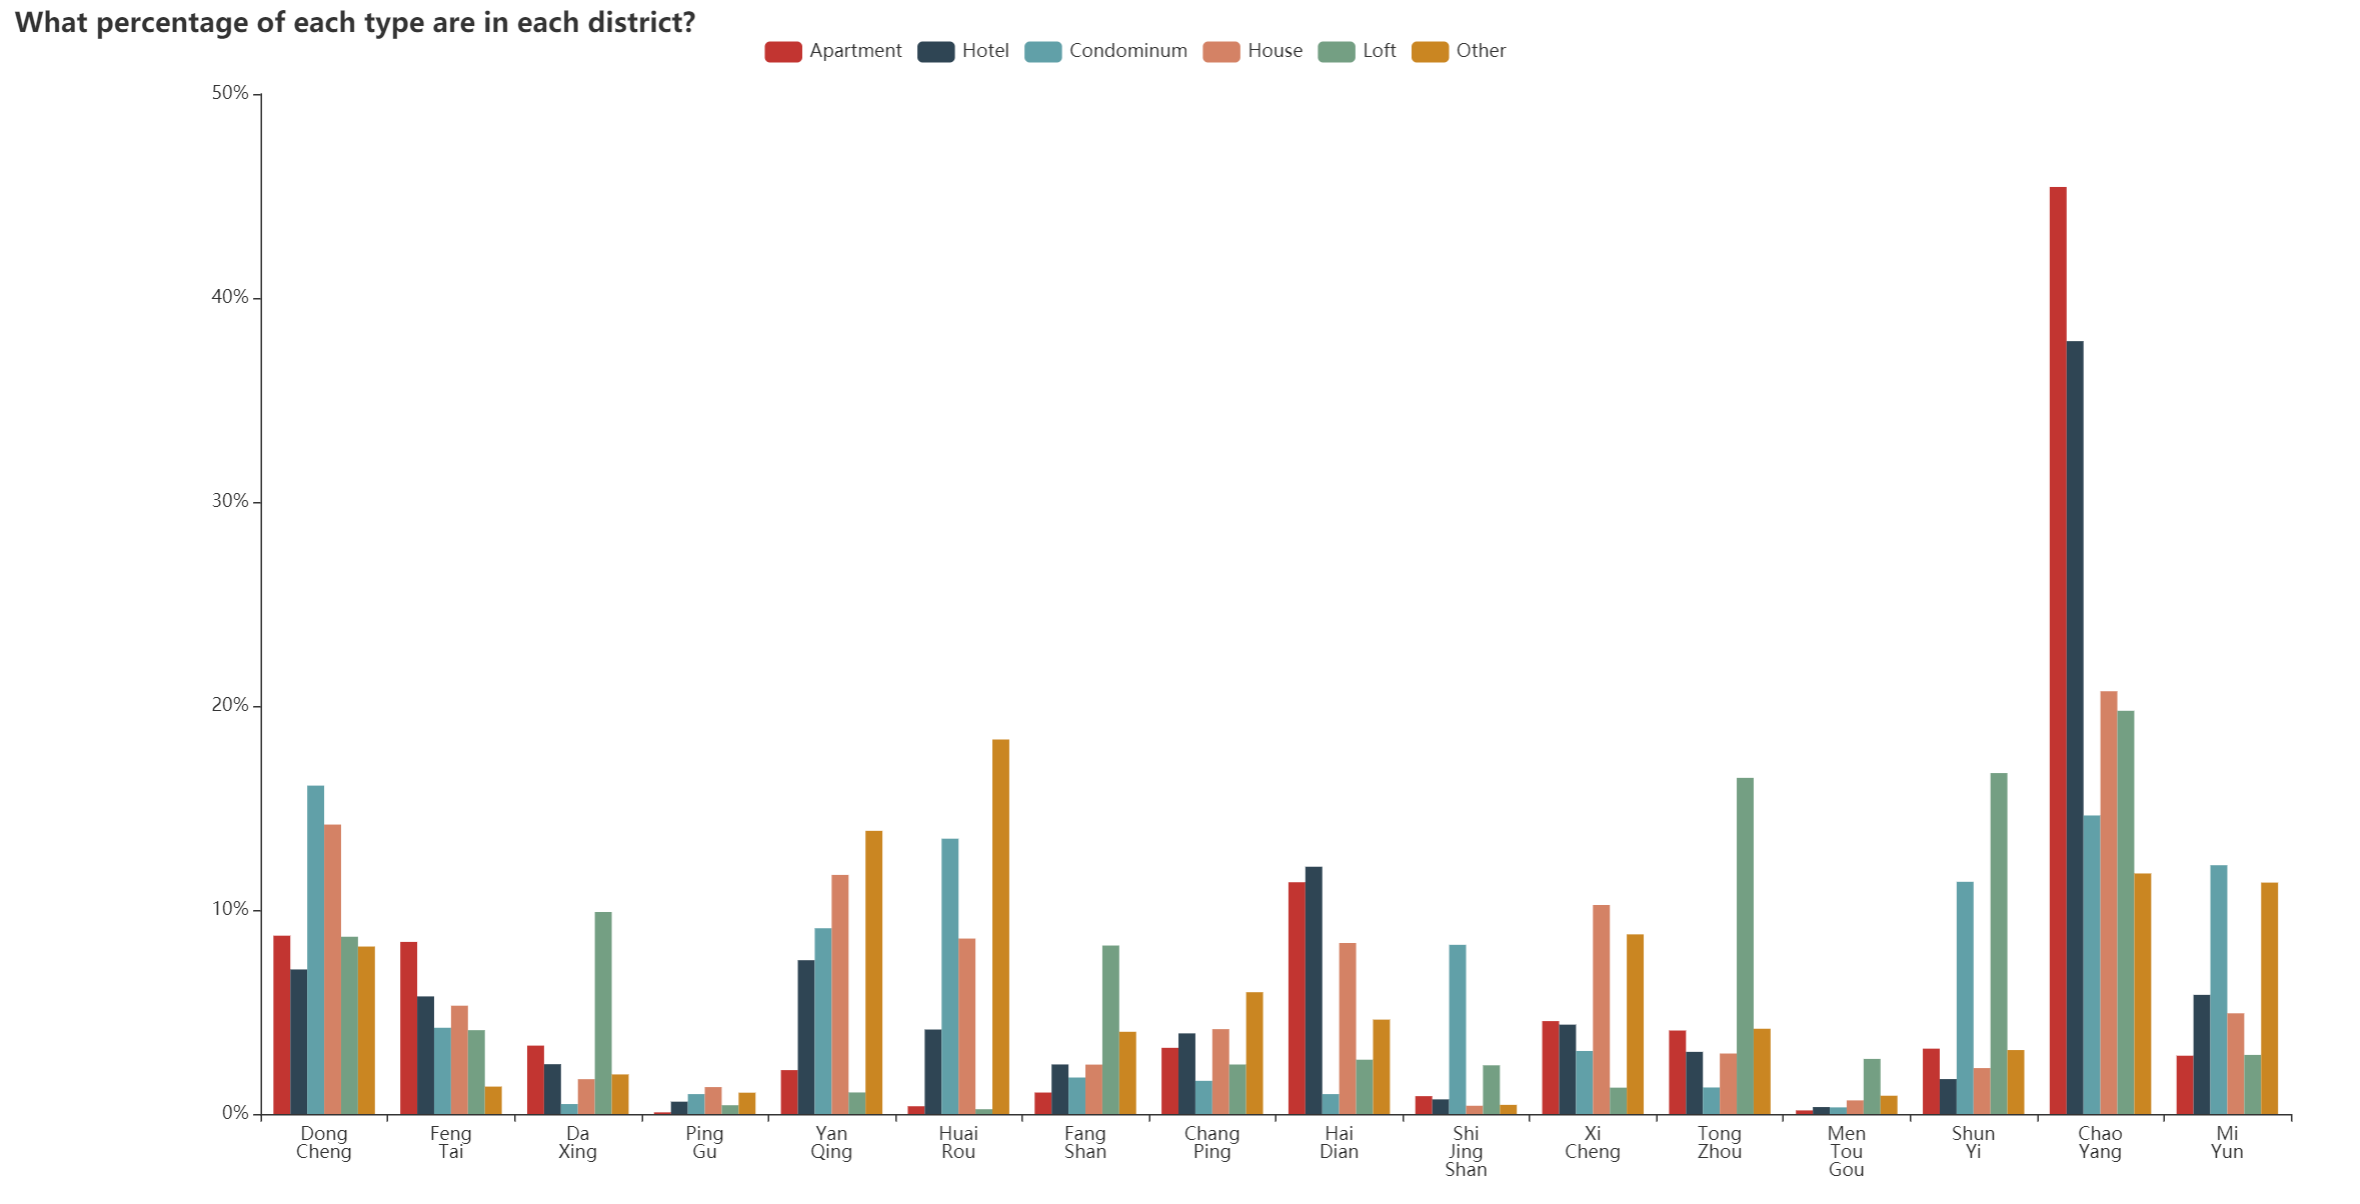 What percentage of each type are in each district?
Apartment Hotel Condominum House Loft Other
50%
40%
30%
20%
10%
0%
Dong Feng Da Ping Yan Huai Fang Chang Hai Shi Xi Tong Men Shun Chao Mi
Cheng Tai Xing Gu Qing Rou Shan Ping Dian Jing Cheng Zhou Tou Yi Yang Yun
Shan Gou